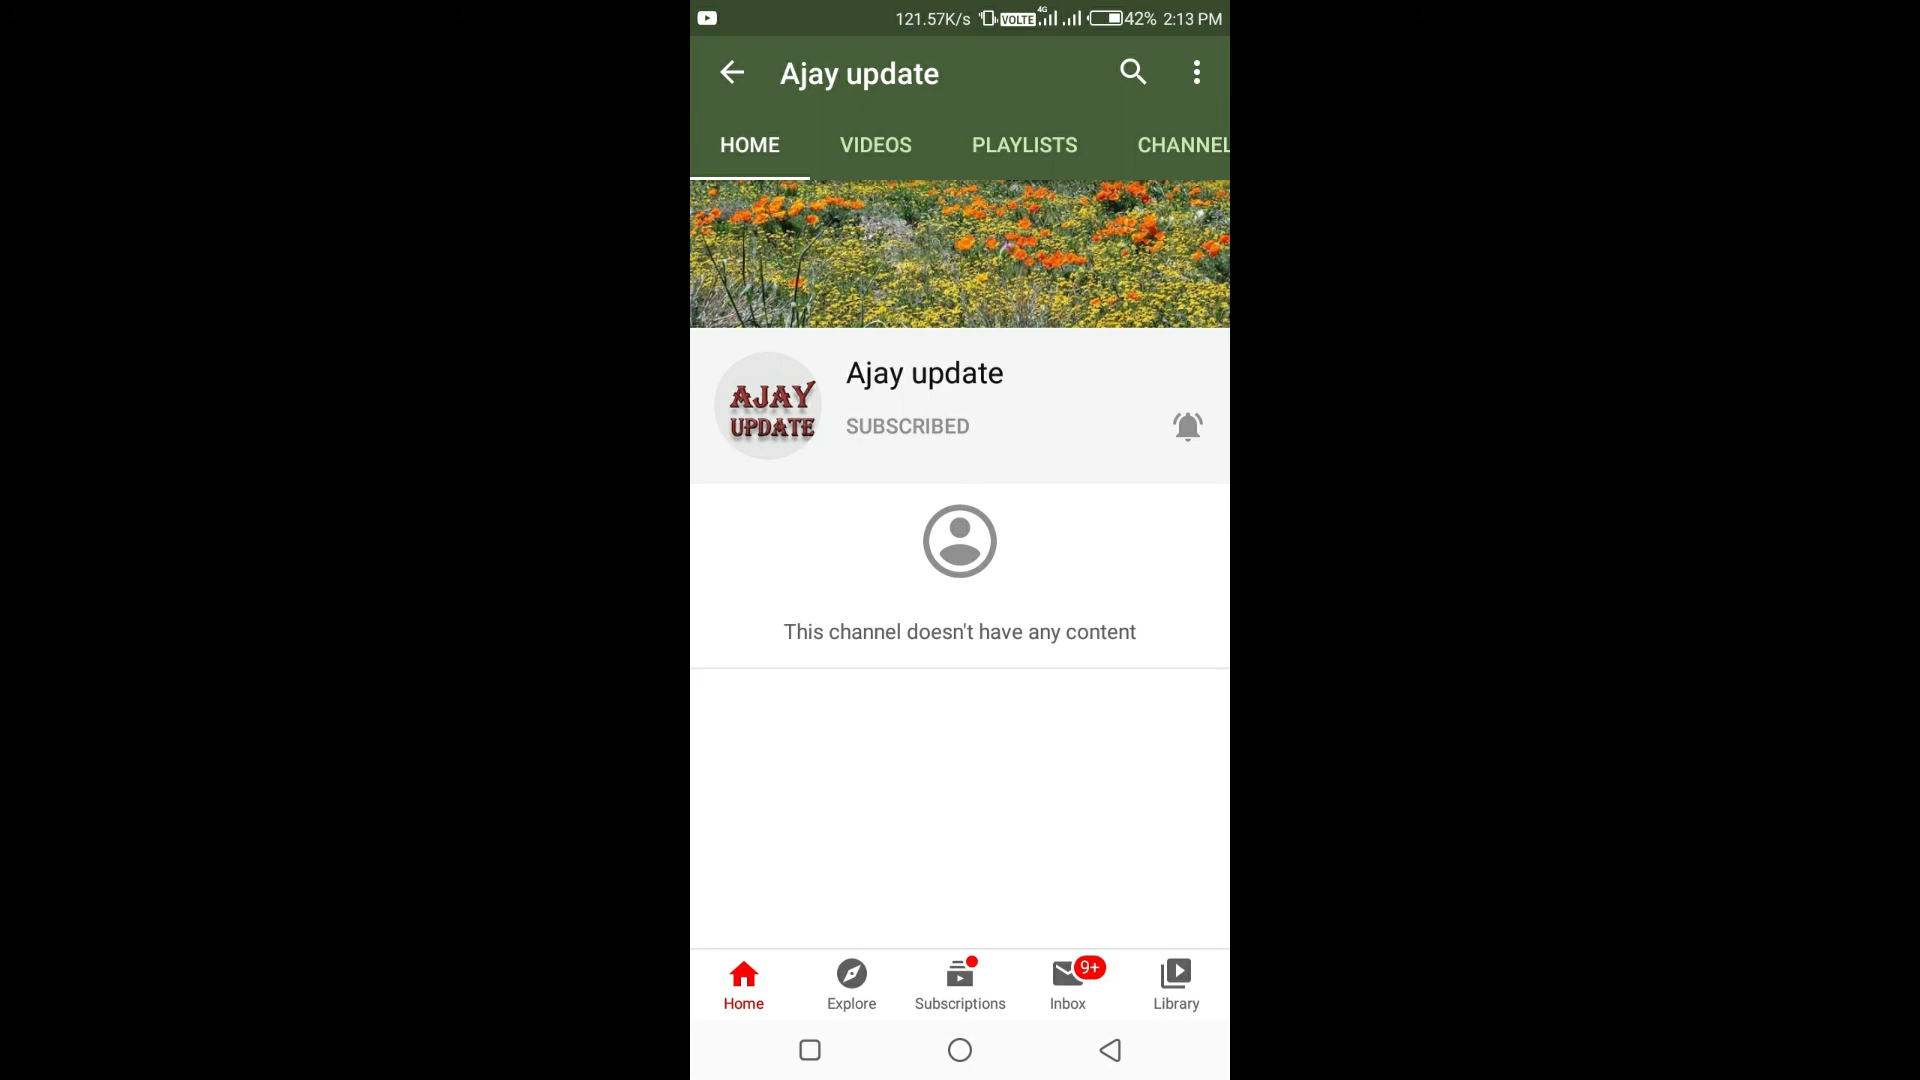 121.57K/s VOLTE 4G 42% 2:13 PM
Ajay update
HOME VIDEOS PLAYLISTS CHANNEL
AJAY
UPDATE
Ajay update
SUBSCRIBED
This channel doesn't have any content
9+
Home Explore Subscriptions Inbox Library